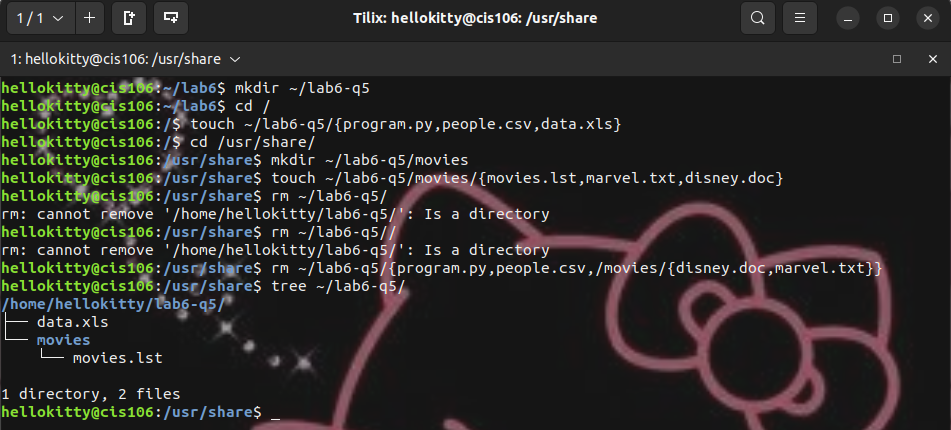 1 / 1
Tilix: hellokitty@cis106: /usr/share
1: hellokitty@cis106: /usr/share
hellokitty@cis106:~/lab6$ mkdir ~/lab6-q5
hellokitty@cis106:~/lab6$ cd /
hellokitty@cis106:/$ touch ~/lab6-q5/{program.py,people.csv,data.xls}
hellokitty@cis106:/$ cd /usr/share/
hellokitty@cis106:/usr/share$ mkdir ~/lab6-q5/movies
hellokitty@cis106:/usr/share$ touch ~/lab6-q5/movies/{movies.lst,marvel.txt,disney.doc}
hellokitty@cis106:/usr/share$ rm ~/lab6-q5/
rm: cannot remove '/home/hellokitty/lab6-q5/': Is a directory
hellokitty@cis106:/usr/share$ rm ~/lab6-q5//
rm: cannot remove '/home/hellokitty/lab6-q5/': Is a directory
hellokitty@cis106:/usr/share$ rm ~/lab6-q5/{program.py,people.csv,/movies/{disney.doc,marvel.txt}}
hellokitty@cis106:/usr/share$ tree ~/lab6-q5/
/home/hellokitty/lab6-q5/
├── data.xls
└── movies
    └── movies.lst
1 directory, 2 files
hellokitty@cis106:/usr/share$ _